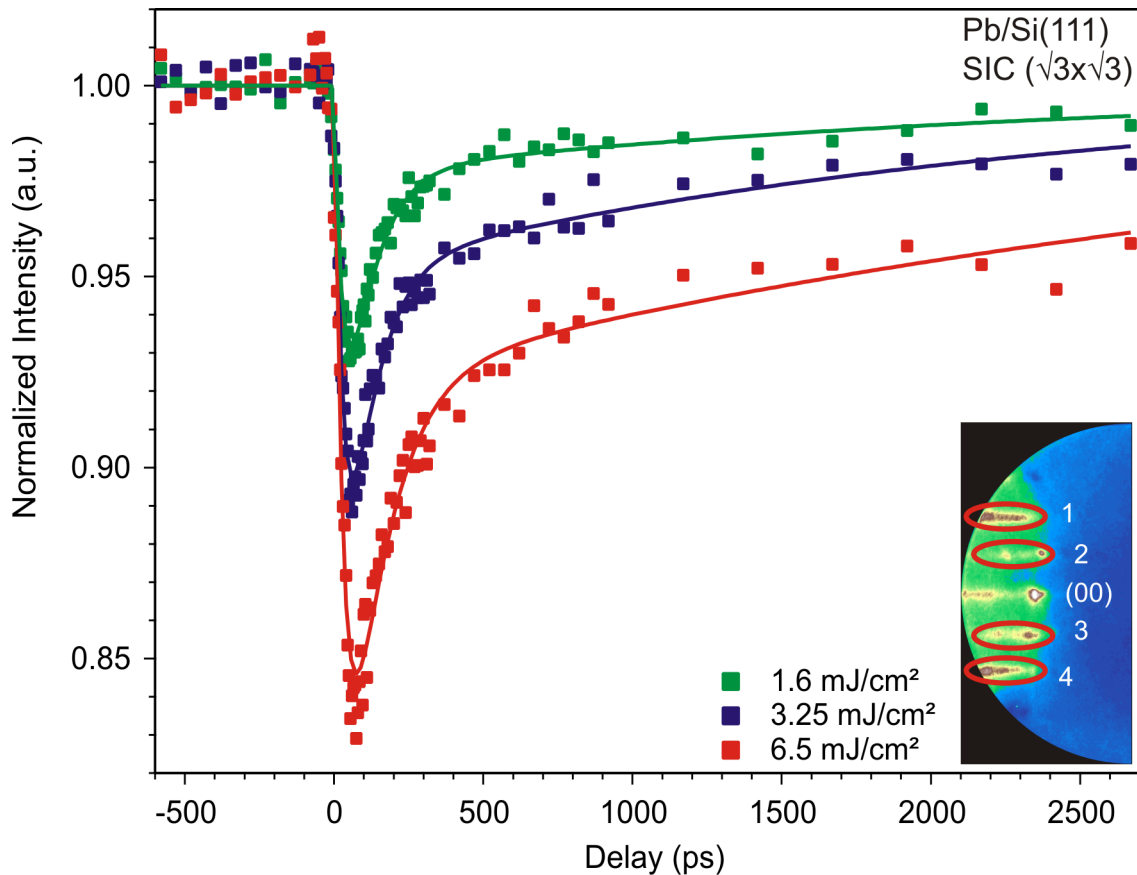 Pb/Si(111)
SIC (√3x√3)
Normalized Intensity (a.u.)
1.00
0.95
0.90
0.85
1
2
(00)
3
4
1.6 mJ/cm²
3.25 mJ/cm²
6.5 mJ/cm²
-500
0
500
1000
1500
2000
2500
Delay (ps)